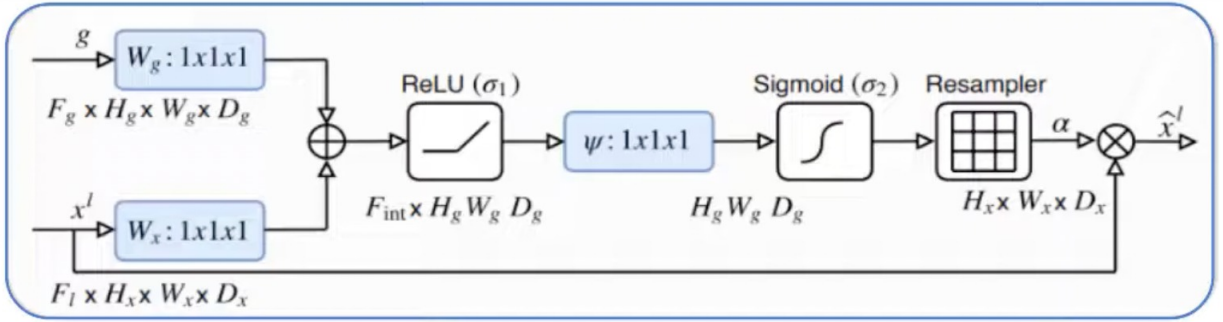 g
W_g : 1x1x1
F_g x H_g x W_g x D_g
x^l
W_x : 1x1x1
F_l x H_x x W_x x D_x
ReLU (σ_1)
F_int x H_g W_g D_g
ψ : 1x1x1
Sigmoid (σ_2)
H_g W_g D_g
Resampler
α
H_x x W_x x D_x
x̂^l